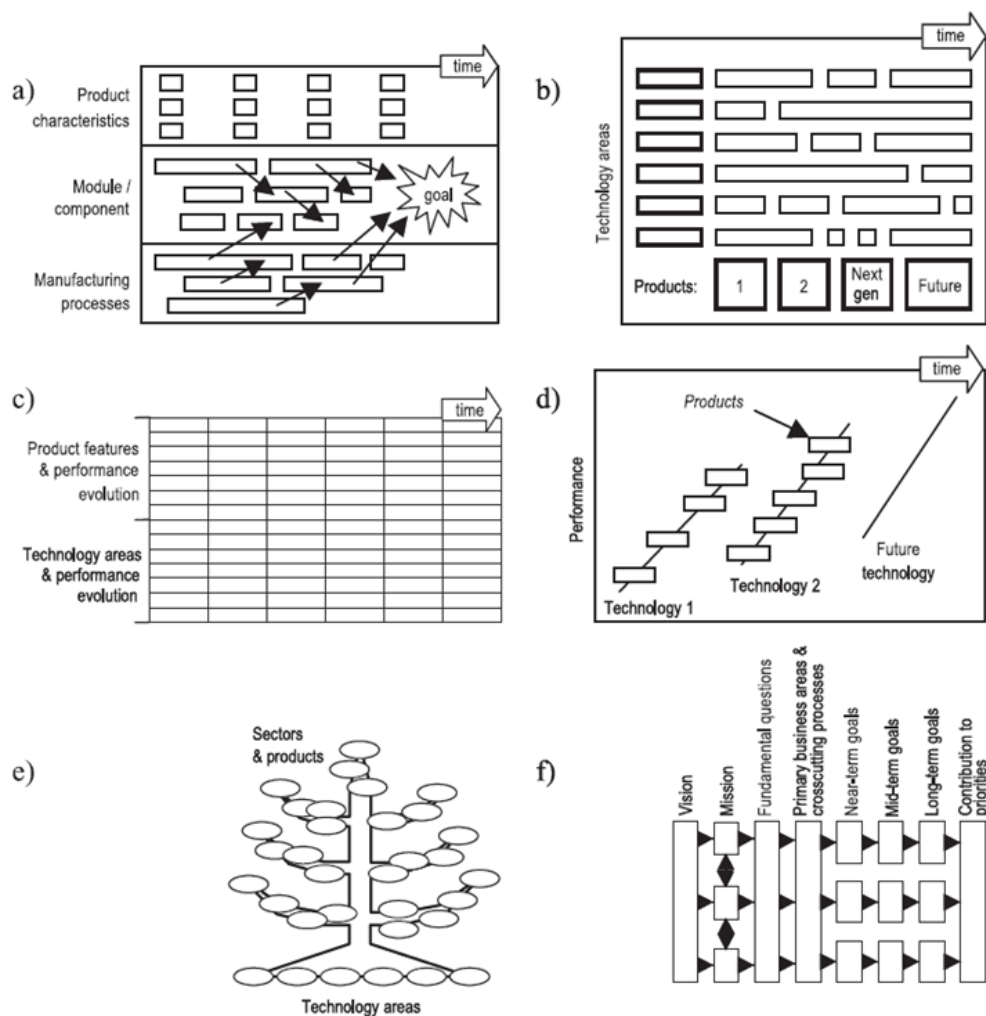 a)
time
Product
characteristics
Module /
component
goal
Manufacturing
processes
b)
time
Technology areas
Products:
1
2
Next
gen
Future
c)
time
Product features
& performance
evolution
Technology areas
& performance
evolution
d)
time
Products
Performance
Technology 1
Technology 2
Future
technology
e)
Sectors
& products
Technology areas
f)
Vision
Mission
Fundamental questions
Primary business areas &
crosscutting processes
Near-term goals
Mid-term goals
Long-term goals
Contribution to
priorities